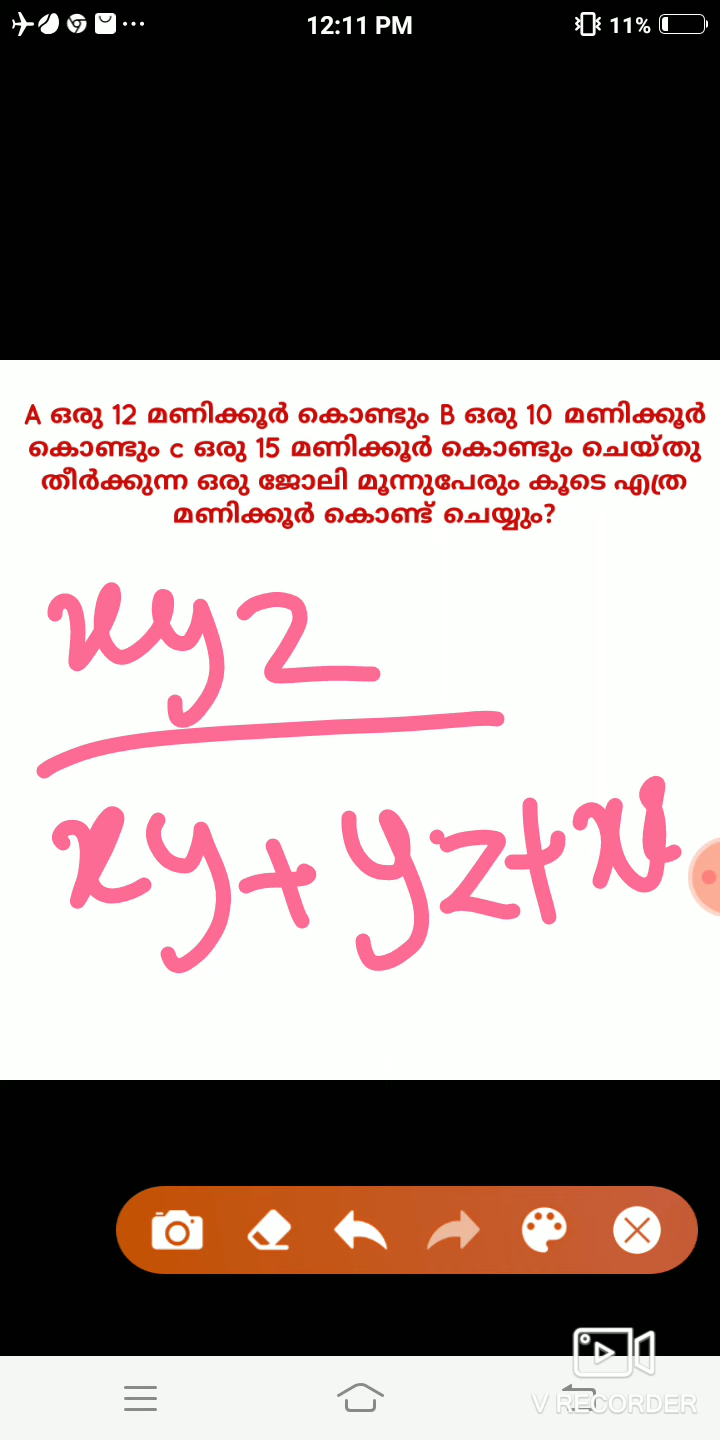 12:11 PM
11%
A ഒരു 12 മണിക്കൂർ കൊണ്ടും B ഒരു 10 മണിക്കൂർ
കൊണ്ടും c ഒരു 15 മണിക്കൂർ കൊണ്ടും ചെയ്തു
തീർക്കുന്ന ഒരു ജോലി മൂന്നുപേരും കൂടെ എത്ര
മണിക്കൂർ കൊണ്ട് ചെയ്യും?
xyz
xy+yz+x
V RECORDER